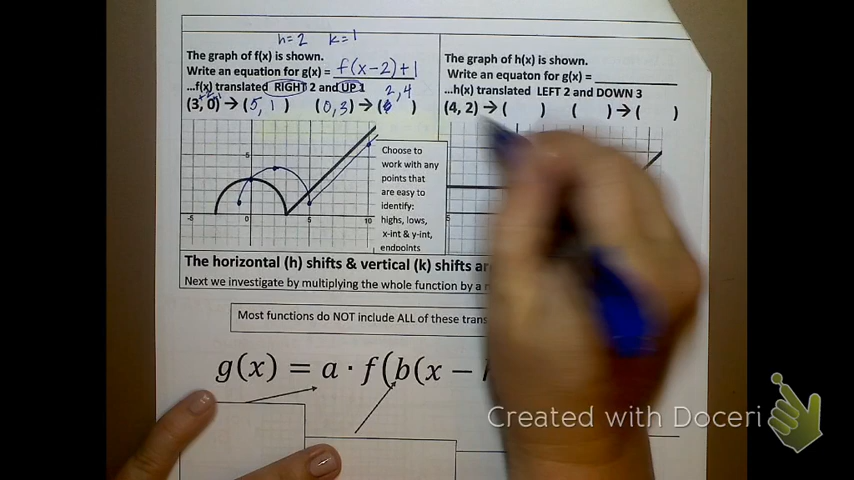 h=2 k=1
The graph of f(x) is shown.
Write an equation for g(x) = f(x-2)+1
...f(x) translated RIGHT 2 and UP 1
+2 +1 2,4
(3, 0) → (5, 1 ) (0, 3) → ( )
5
-5 0 5 10
Choose to
work with any
points that
are easy to
identify:
highs, lows,
x-int & y-int,
endpoints
The graph of h(x) is shown.
Write an equaton for g(x) =
...h(x) translated LEFT 2 and DOWN 3
(4, 2) → ( ) ( ) → ( )
The horizontal (h) shifts & vertical (k) shifts
Next we investigate by multiplying the whole function by a
Most functions do NOT include ALL of these
g(x) = a · f(b(x −
Created with Doceri